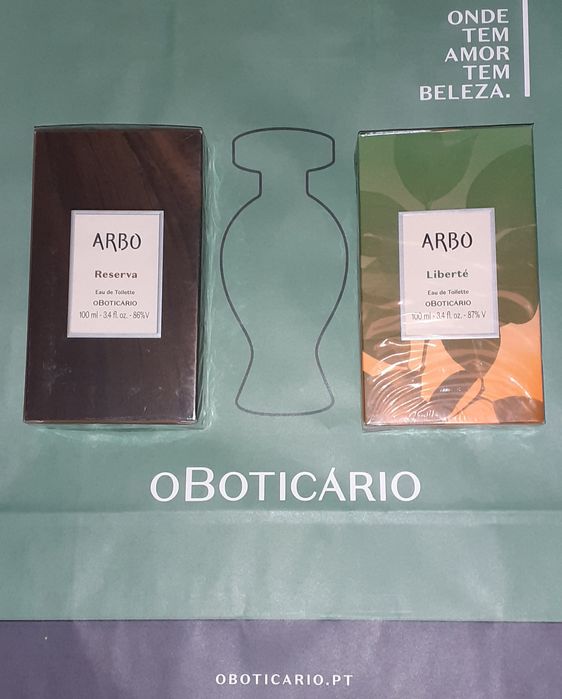 ONDE
TEM
AMOR
TEM
BELEZA.
ARBO
Reserva
Eau de Toilette
OBOTICÁRIO
100 ml - 3.4 fl. oz. - 86%V
ARBO
Liberté
Eau de Toilette
OBOTICÁRIO
100 ml - 3.4 fl. oz. - 87% V
OBOTICÁRIO
OBOTICARIO.PT